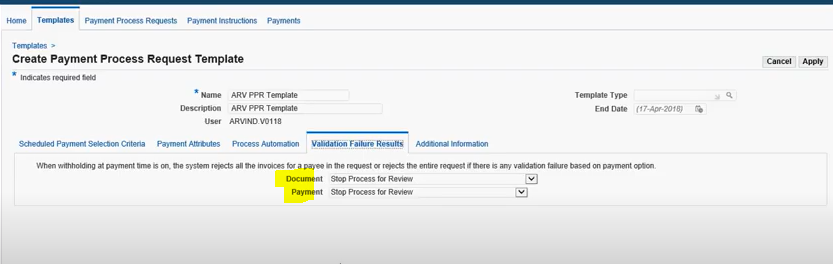 Home Templates Payment Process Requests Payment Instructions Payments
Templates >
Create Payment Process Request Template
Cancel Apply
* Indicates required field
* Name ARV PPR Template Template Type
Description ARV PPR Template End Date (17-Apr-2018)
User ARVIND.V0118
Scheduled Payment Selection Criteria Payment Attributes Process Automation Validation Failure Results Additional Information
When withholding at payment time is on, the system rejects all the invoices for a payee in the request or rejects the entire request if there is any validation failure based on payment option.
Document Stop Process for Review
Payment Stop Process for Review